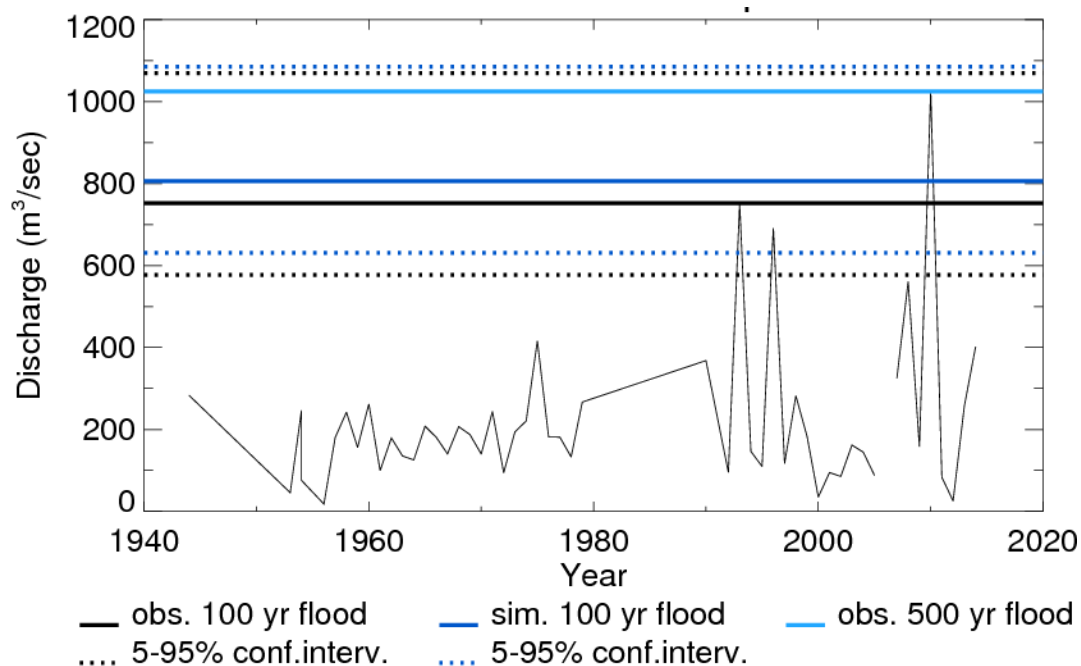 1200
1000
800
600
400
200
0
Discharge (m³/sec)
1940 1960 1980 2000 2020
Year
obs. 100 yr flood sim. 100 yr flood obs. 500 yr flood
5-95% conf.interv. 5-95% conf.interv.